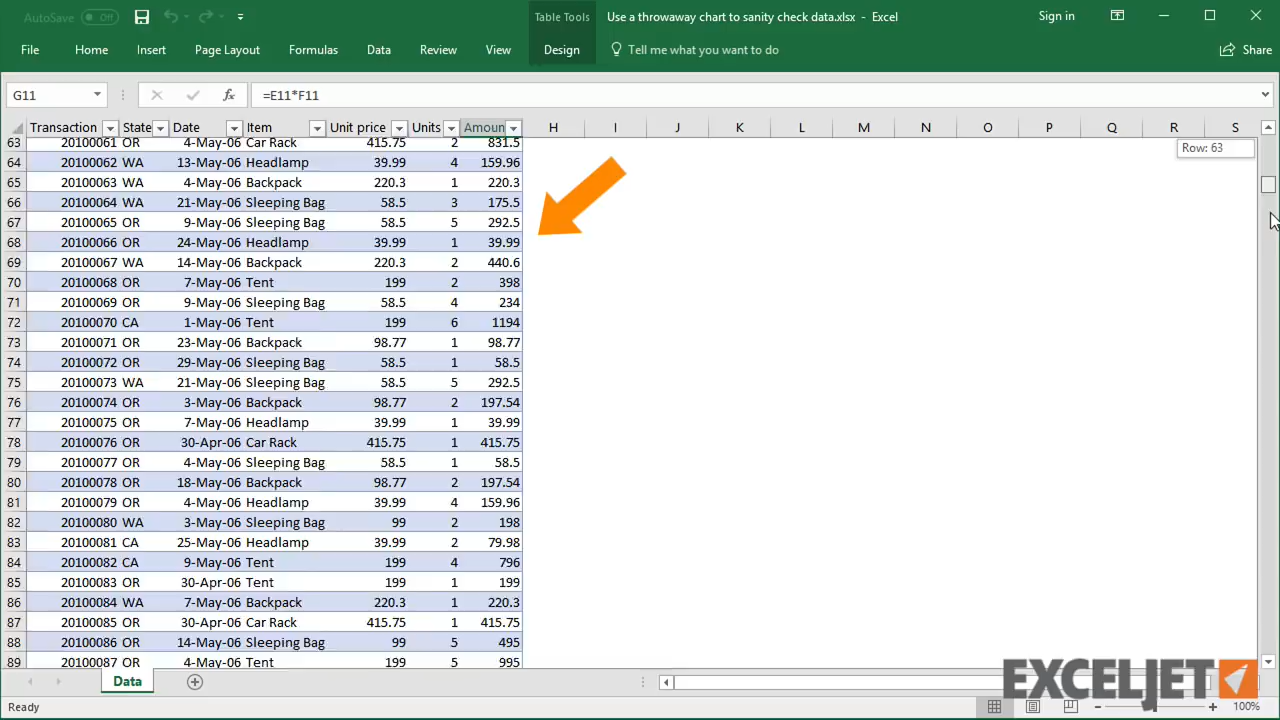 AutoSave Off Table Tools Use a throwaway chart to sanity check data.xlsx - Excel Sign in
File Home Insert Page Layout Formulas Data Review View Design Tell me what you want to do Share
G11 fx =E11*F11
Transaction State Date Item Unit price Units Amoun H I J K L M N O P Q R S
63 20100061 OR 4-May-06 Car Rack 415.75 2 831.5 Row: 63
64 20100062 WA 13-May-06 Headlamp 39.99 4 159.96
65 20100063 WA 4-May-06 Backpack 220.3 1 220.3
66 20100064 WA 21-May-06 Sleeping Bag 58.5 3 175.5
67 20100065 OR 9-May-06 Sleeping Bag 58.5 5 292.5
68 20100066 OR 24-May-06 Headlamp 39.99 1 39.99
69 20100067 WA 14-May-06 Backpack 220.3 2 440.6
70 20100068 OR 7-May-06 Tent 199 2 398
71 20100069 OR 9-May-06 Sleeping Bag 58.5 4 234
72 20100070 CA 1-May-06 Tent 199 6 1194
73 20100071 OR 23-May-06 Backpack 98.77 1 98.77
74 20100072 OR 29-May-06 Sleeping Bag 58.5 1 58.5
75 20100073 WA 21-May-06 Sleeping Bag 58.5 5 292.5
76 20100074 OR 3-May-06 Backpack 98.77 2 197.54
77 20100075 OR 7-May-06 Headlamp 39.99 1 39.99
78 20100076 OR 30-Apr-06 Car Rack 415.75 1 415.75
79 20100077 OR 4-May-06 Sleeping Bag 58.5 1 58.5
80 20100078 OR 18-May-06 Backpack 98.77 2 197.54
81 20100079 OR 4-May-06 Headlamp 39.99 4 159.96
82 20100080 WA 3-May-06 Sleeping Bag 99 2 198
83 20100081 CA 25-May-06 Headlamp 39.99 2 79.98
84 20100082 CA 9-May-06 Tent 199 4 796
85 20100083 OR 30-Apr-06 Tent 199 1 199
86 20100084 WA 7-May-06 Backpack 220.3 1 220.3
87 20100085 OR 30-Apr-06 Car Rack 415.75 1 415.75
88 20100086 OR 14-May-06 Sleeping Bag 99 5 495
89 20100087 OR 4-May-06 Tent 199 5 995
Data
EXCELJET
Ready 100%